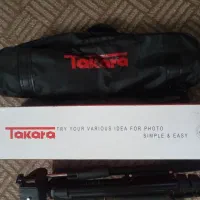 Takara
Takara TRY YOUR VARIOUS IDEA FOR PHOTO
SIMPLE & EASY